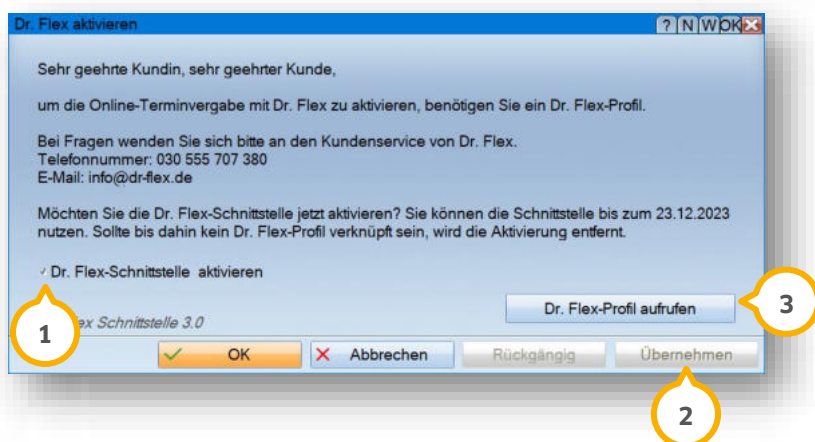 Dr. Flex aktivieren
? N W OK
Sehr geehrte Kundin, sehr geehrter Kunde,
um die Online-Terminvergabe mit Dr. Flex zu aktivieren, benötigen Sie ein Dr. Flex-Profil.
Bei Fragen wenden Sie sich bitte an den Kundenservice von Dr. Flex.
Telefonnummer: 030 555 707 380
E-Mail: info@dr-flex.de
Möchten Sie die Dr. Flex-Schnittstelle jetzt aktivieren? Sie können die Schnittstelle bis zum 23.12.2023
nutzen. Sollte bis dahin kein Dr. Flex-Profil verknüpft sein, wird die Aktivierung entfernt.
Dr. Flex-Schnittstelle aktivieren
Dr. Flex-Profil aufrufen
3
1
ex Schnittstelle 3.0
OK
Abbrechen
Rückgängig
Übernehmen
2